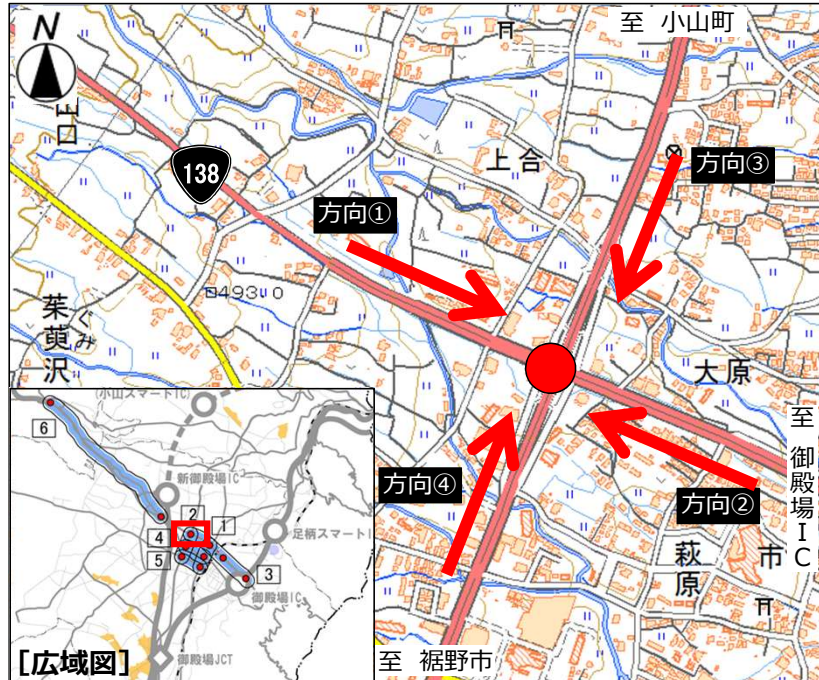 至 小山町
N
山口
138
上合
方向③
方向①
493.0
茱萸沢
ぐみ
大原
至 御殿場IC
方向④
方向②
萩原
市
至 裾野市
(小山スマートIC)
6
新御殿場IC
2
1
4
足柄スマートI
5
3
御殿場IC
御殿場JCT
[広域図]